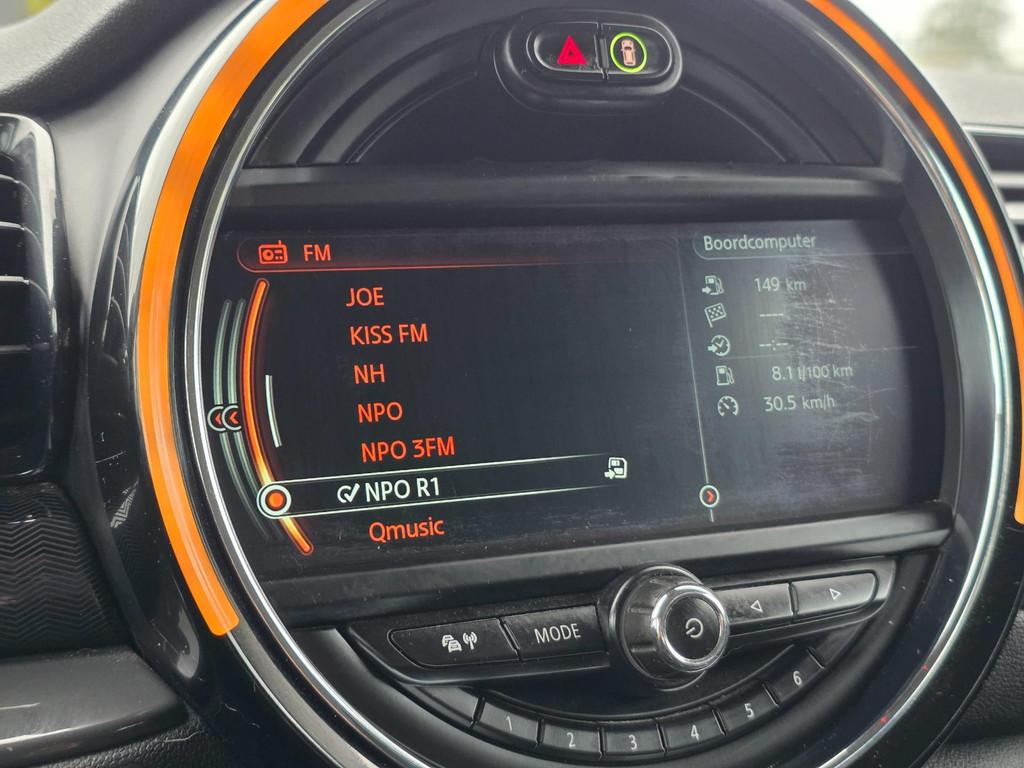 FM
JOE
KISS FM
NH
NPO
NPO 3FM
NPO R1
Qmusic
Boordcomputer
149 km
----
--:--
8.1 l/100 km
30.5 km/h
MODE
1 2 3 4 5 6